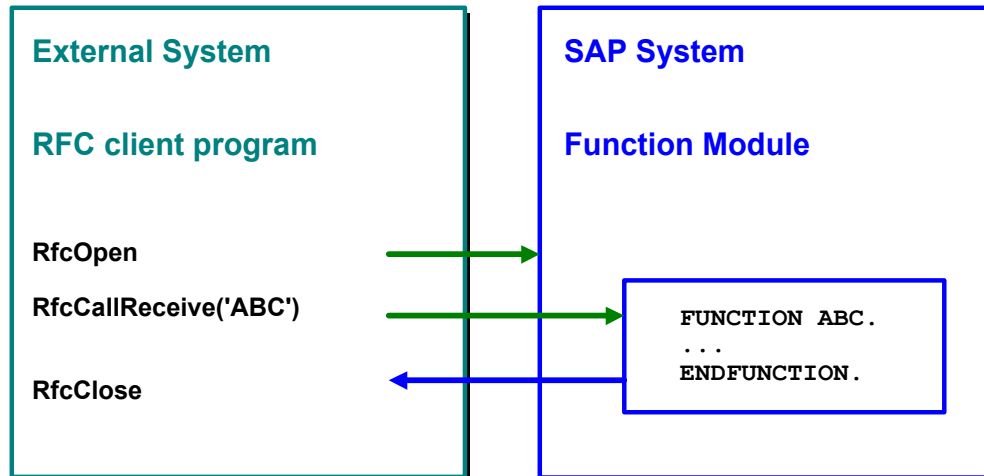 External System
RFC client program
RfcOpen
RfcCallReceive('ABC')
RfcClose
SAP System
Function Module
FUNCTION ABC.
...
ENDFUNCTION.